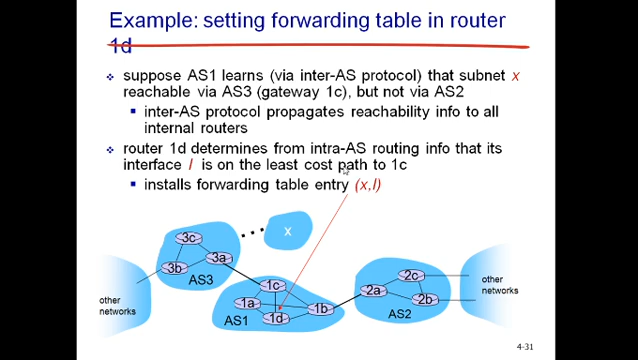 Example: setting forwarding table in router
1d
suppose AS1 learns (via inter-AS protocol) that subnet x
reachable via AS3 (gateway 1c), but not via AS2
inter-AS protocol propagates reachability info to all
internal routers
router 1d determines from intra-AS routing info that its
interface I is on the least cost path to 1c
installs forwarding table entry (x,I)
x
3c
3a
3b
AS3
other
networks
1c
1a
1d
1b
AS1
2a
2c
2b
AS2
other
networks
4-31